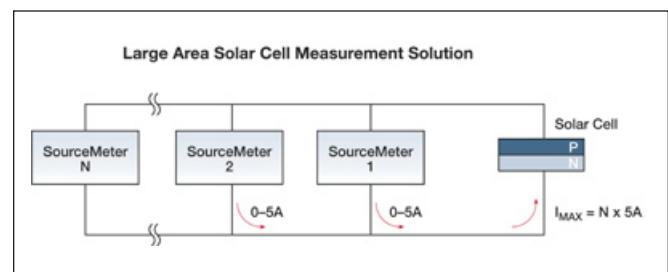 Large Area Solar Cell Measurement Solution
SourceMeter
N
SourceMeter
2
SourceMeter
1
Solar Cell
P
N
0–5A
0–5A
IMAX = N x 5A